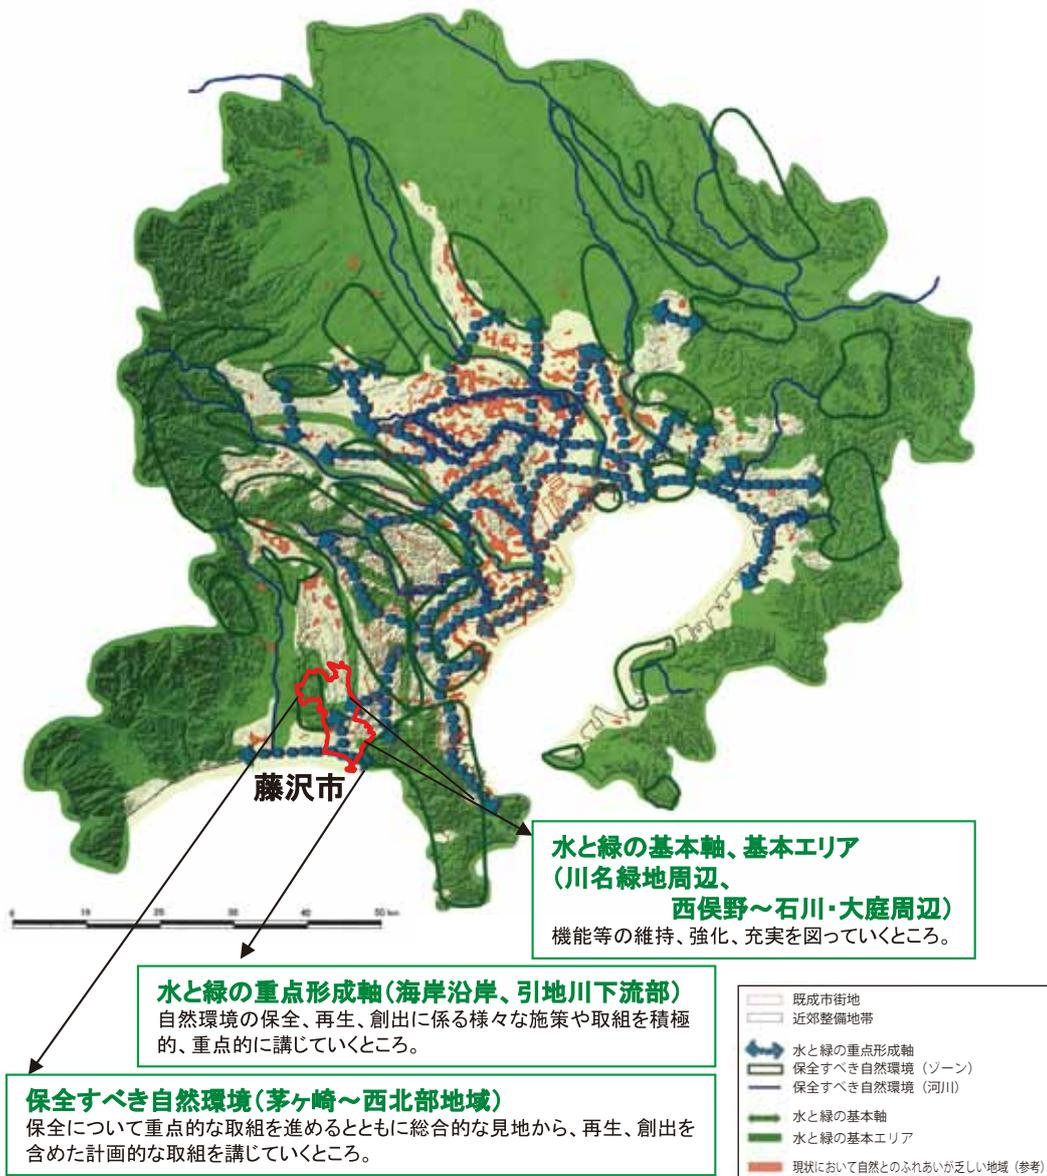 藤沢市
水と緑の基本軸、基本エリア
(川名緑地周辺、
西俣野〜石川・大庭周辺)
機能等の維持、強化、充実を図っていくところ。
水と緑の重点形成軸(海岸沿岸、引地川下流部)
自然環境の保全、再生、創出に係る様々な施策や取組を積極
的、重点的に講じていくところ。
保全すべき自然環境(茅ヶ崎〜西北部地域)
保全について重点的な取組を進めるとともに総合的な見地から、再生、創出を
含めた計画的な取組を講じていくところ。
既成市街地
近郊整備地帯
水と緑の重点形成軸
保全すべき自然環境(ゾーン)
保全すべき自然環境(河川)
水と緑の基本軸
水と緑の基本エリア
現状において自然とのふれあいが乏しい地域(参考)